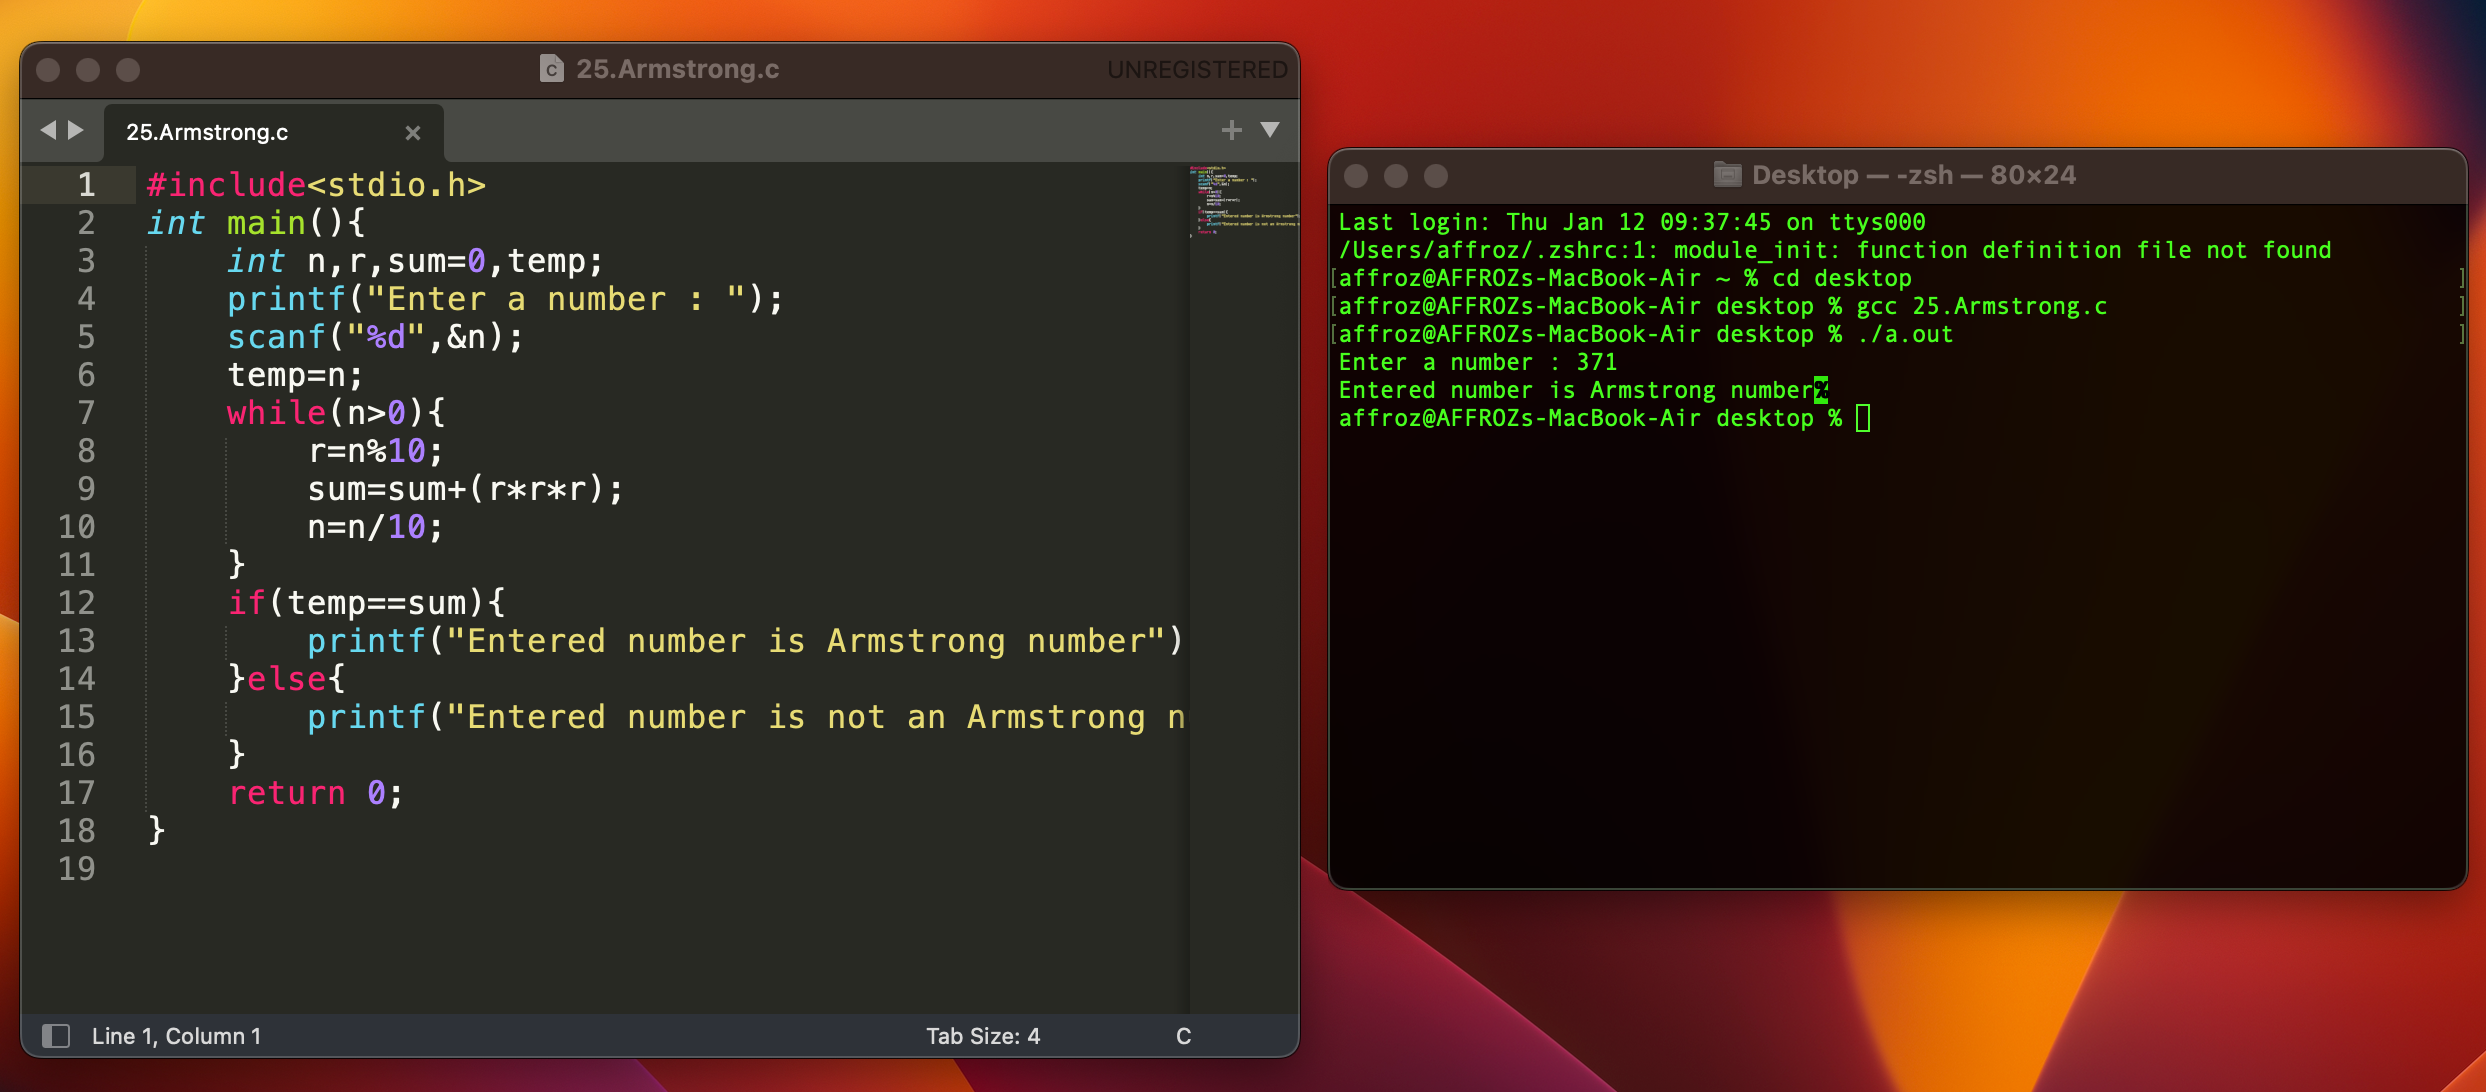 25.Armstrong.c
UNREGISTERED
25.Armstrong.c
1 #include<stdio.h>
2 int main(){
3 int n,r,sum=0,temp;
4 printf("Enter a number : ");
5 scanf("%d",&n);
6 temp=n;
7 while(n>0){
8 r=n%10;
9 sum=sum+(r*r*r);
10 n=n/10;
11 }
12 if(temp==sum){
13 printf("Entered number is Armstrong number")
14 }else{
15 printf("Entered number is not an Armstrong n
16 }
17 return 0;
18 }
19
Line 1, Column 1
Tab Size: 4
C
Desktop — -zsh — 80×24
Last login: Thu Jan 12 09:37:45 on ttys000
/Users/affroz/.zshrc:1: module_init: function definition file not found
[affroz@AFFROZs-MacBook-Air ~ % cd desktop ]
[affroz@AFFROZs-MacBook-Air desktop % gcc 25.Armstrong.c ]
[affroz@AFFROZs-MacBook-Air desktop % ./a.out ]
Enter a number : 371
Entered number is Armstrong number%
affroz@AFFROZs-MacBook-Air desktop %